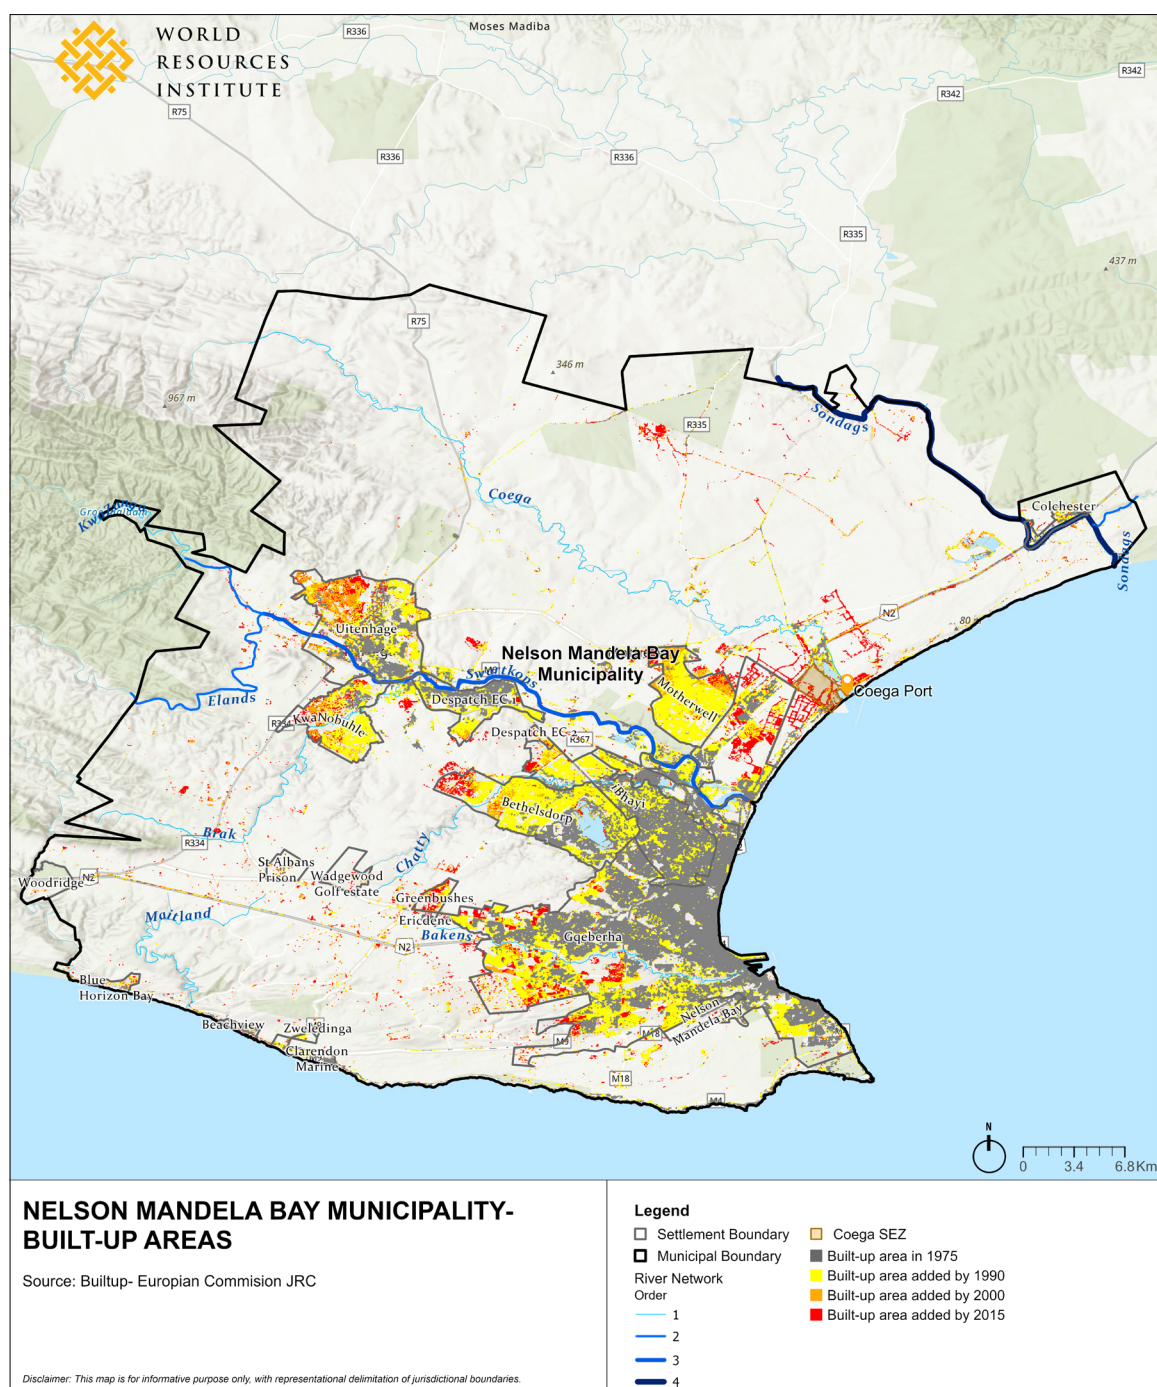 WORLD
RESOURCES
INSTITUTE
Moses Madiba
R336
R342
R342
R75
R336
R336
R335
437 m
R75
346 m
967 m
R335
Sondags
Coega
Colchester
Sondags
N2
80 m
Uitenhage
Nelson Mandela Bay
Municipality
Swartkops
Motherwell
Coega Port
Elands
Despatch EC 1
R334
KwaNobuhle
Despatch EC 2
R367
iBhayi
Bethelsdorp
Brak
R334
Chatty
St Albans
Prison
Wadgewood
Golf estate
Woodridge
N2
Greenbushes
Maitland
Ericdene
Bakens
Gqeberha
N2
Blue
Horizon Bay
Nelson
Mandela Bay
Beachview
Zweledinga
M18
M9
Clarendon
Marine
M18
M4
N
0
3.4
6.8Km
NELSON MANDELA BAY MUNICIPALITY-
BUILT-UP AREAS
Source: Builtup- Europian Commision JRC
Disclaimer: This map is for informative purpose only, with representational delimitation of jurisdictional boundaries.
Legend
Settlement Boundary
Municipal Boundary
River Network
Order
1
2
3
4
Coega SEZ
Built-up area in 1975
Built-up area added by 1990
Built-up area added by 2000
Built-up area added by 2015